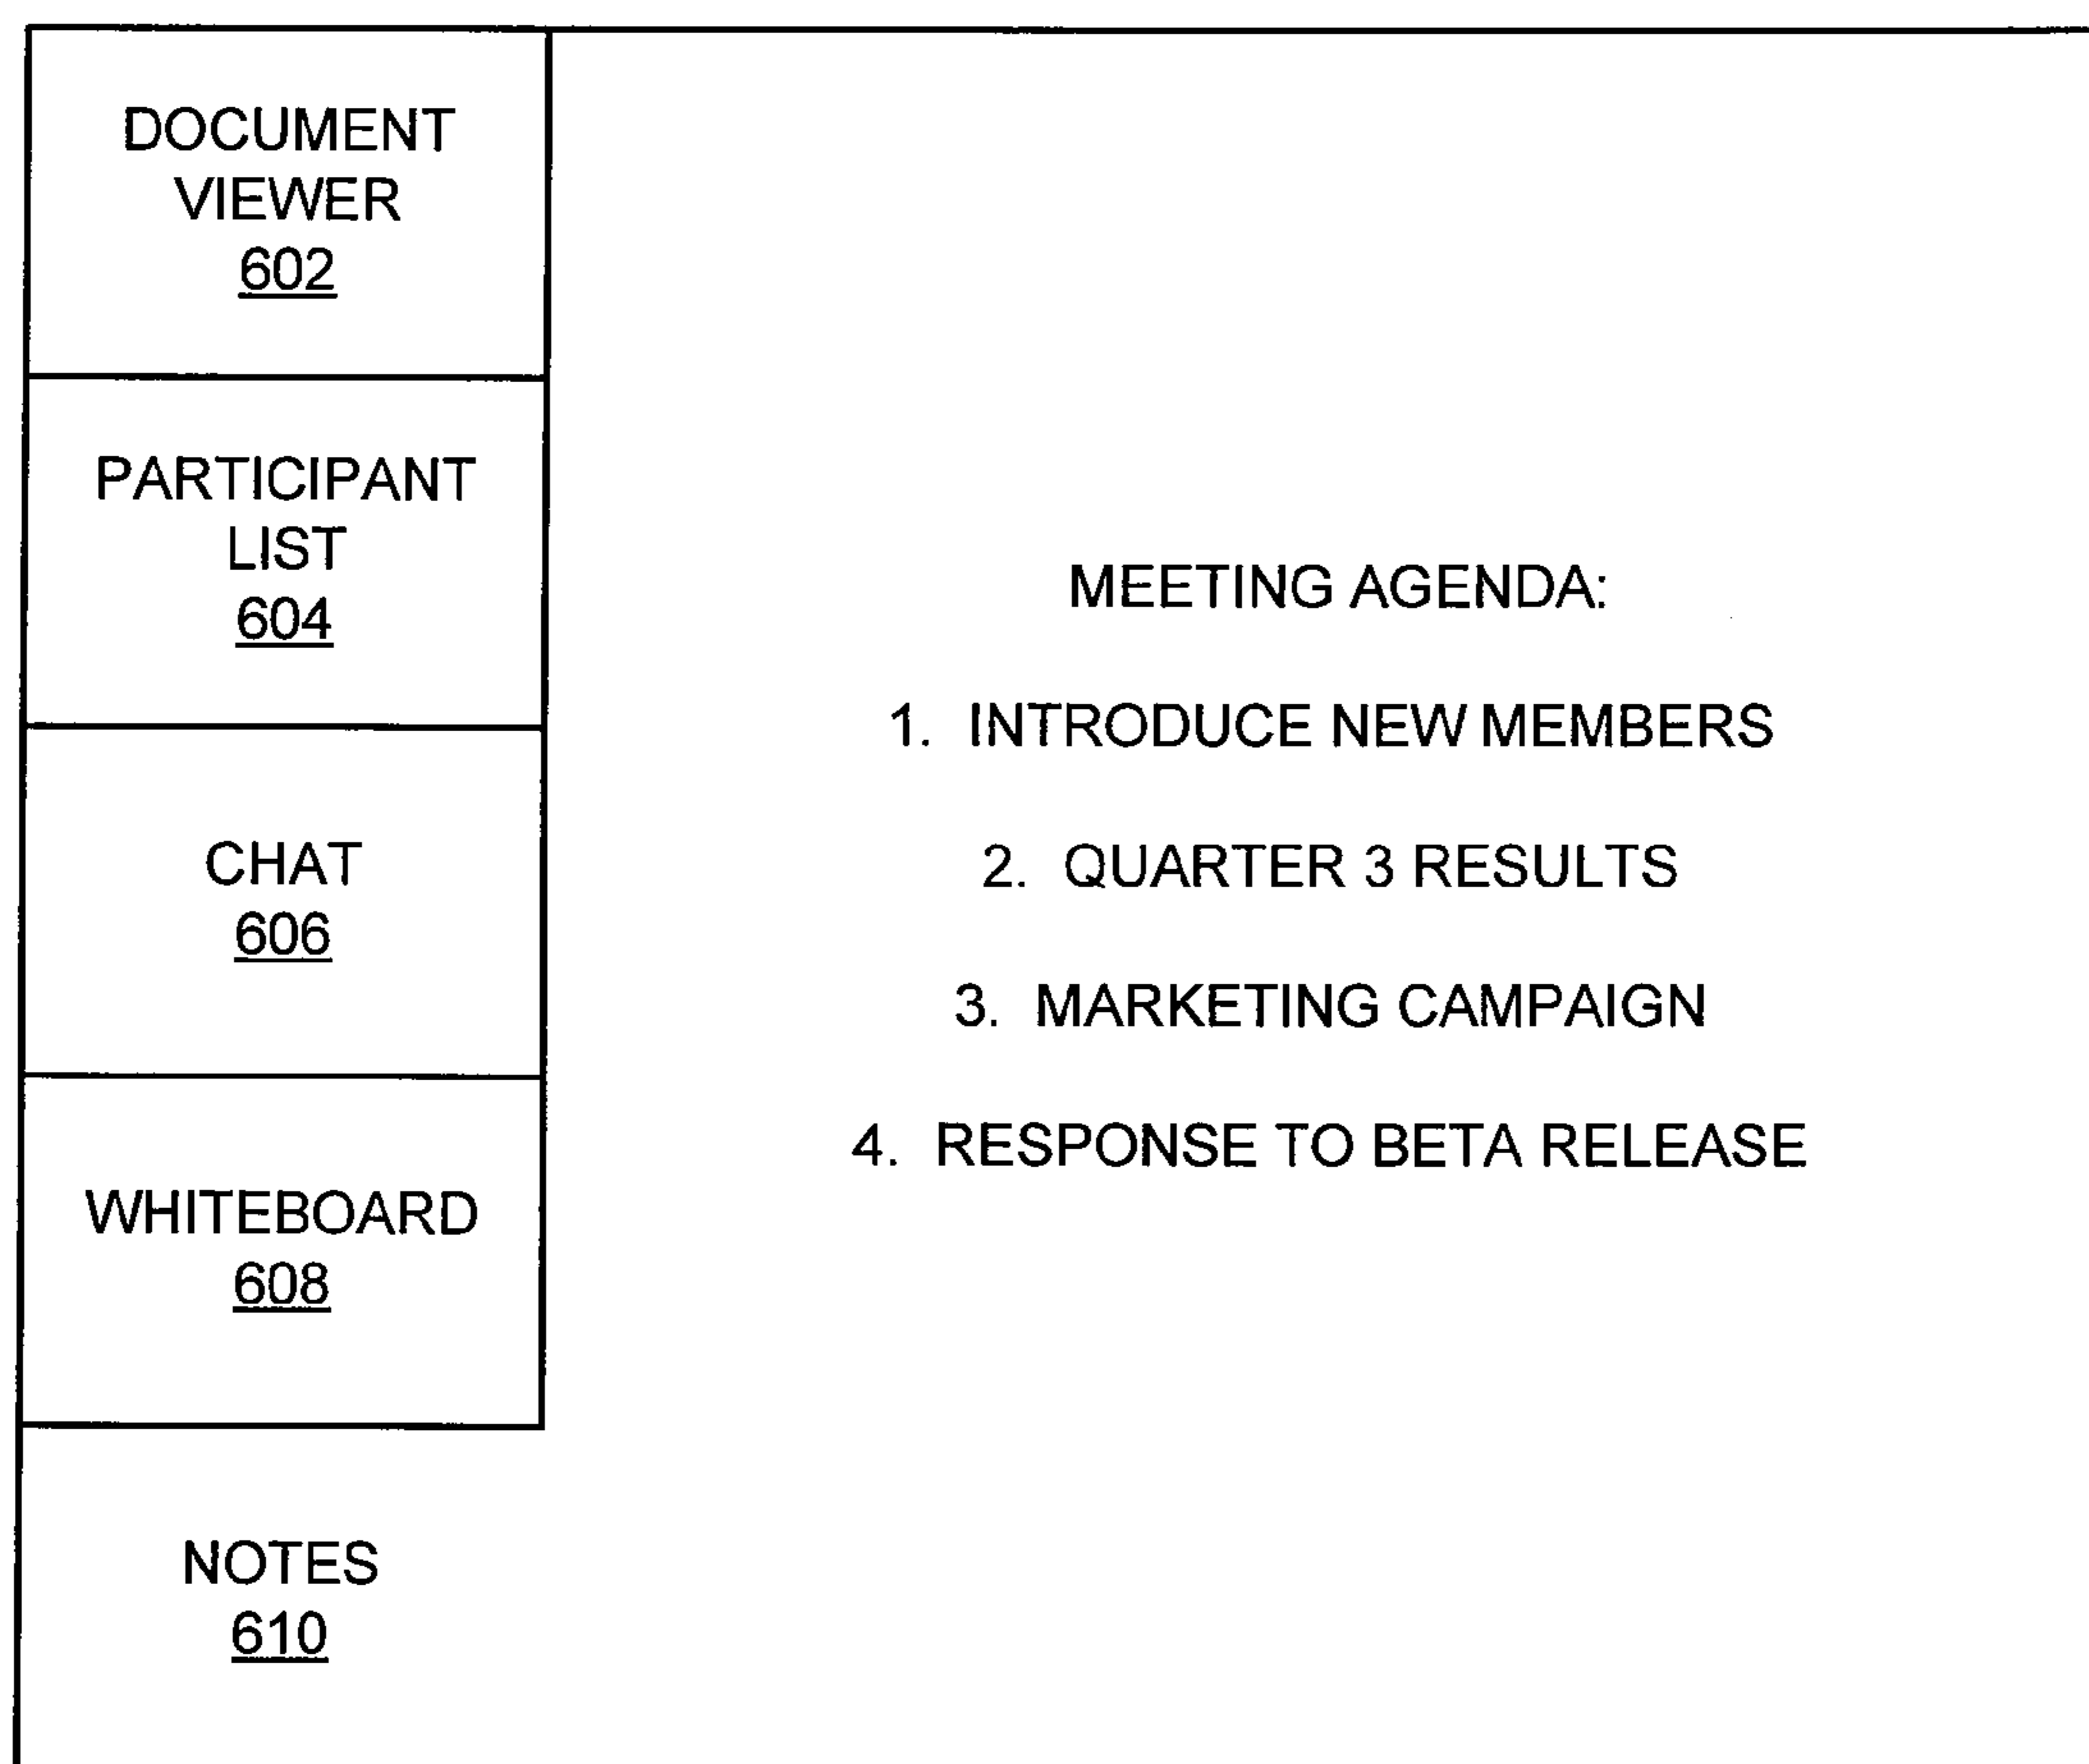 DOCUMENT
VIEWER
602
PARTICIPANT
LIST
604
CHAT
606
WHITEBOARD
608
NOTES
610
MEETING AGENDA:
1. INTRODUCE NEW MEMBERS
2. QUARTER 3 RESULTS
3. MARKETING CAMPAIGN
4. RESPONSE TO BETA RELEASE